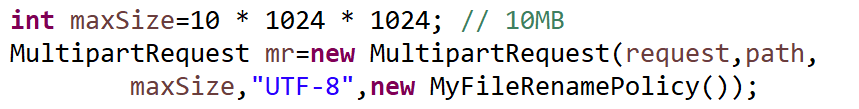 int maxSize=10 * 1024 * 1024; // 10MB
MultipartRequest mr=new MultipartRequest(request,path,
maxSize,"UTF-8",new MyFileRenamePolicy());